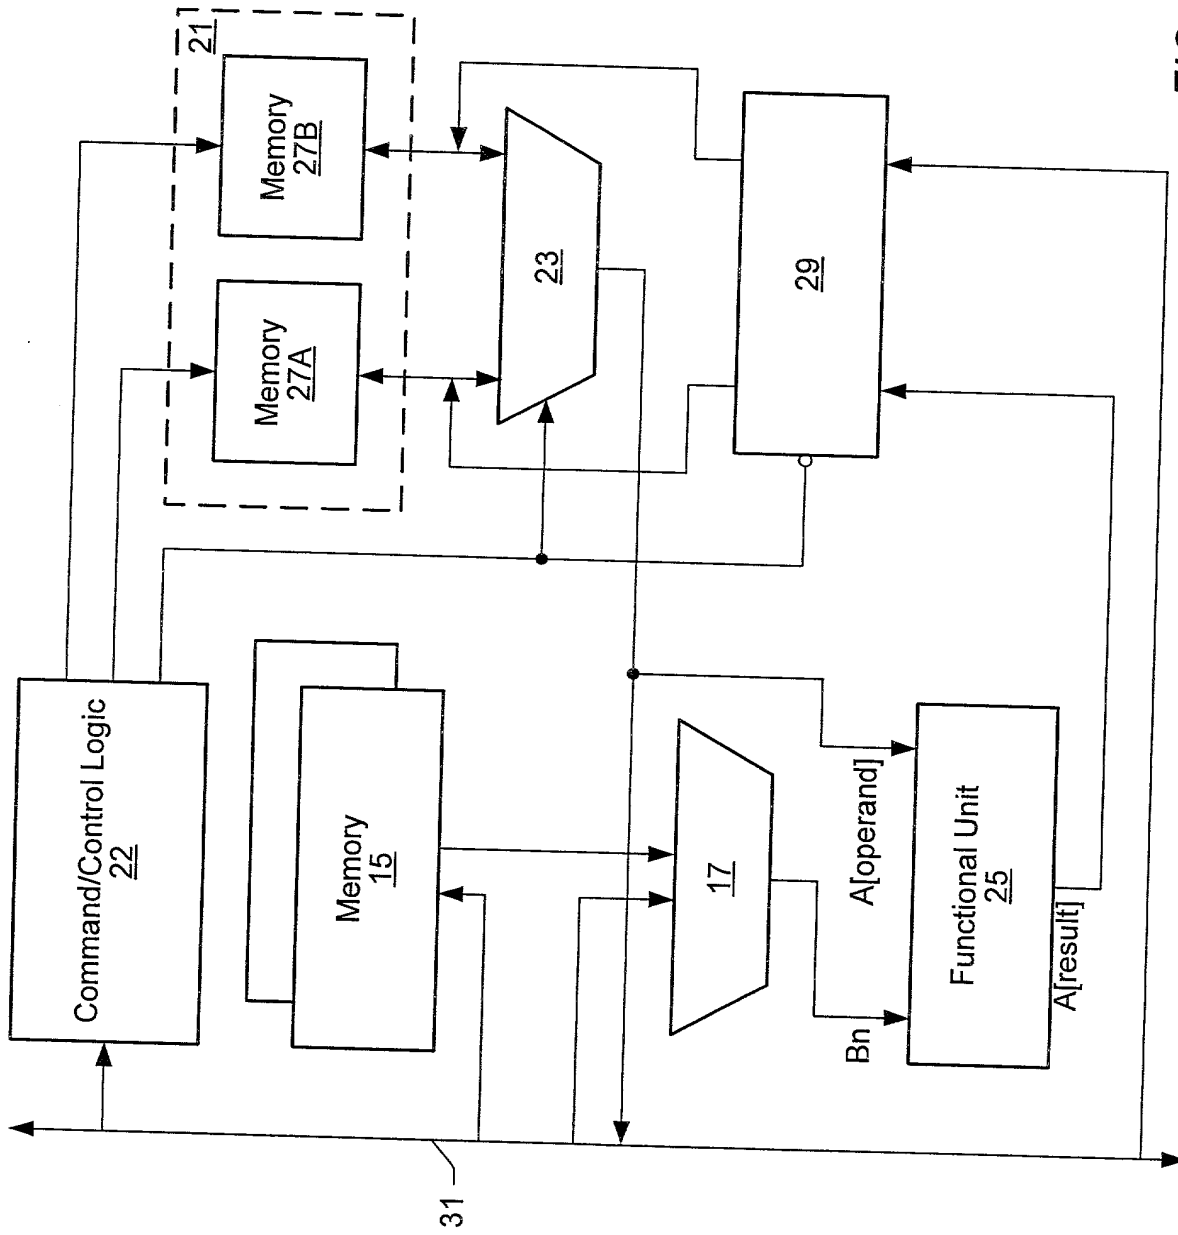 Command/Control Logic
22
21
Memory
27A
Memory
27B
Memory
15
23
17
29
A[operand]
Bn
Functional Unit
25
A[result]
31